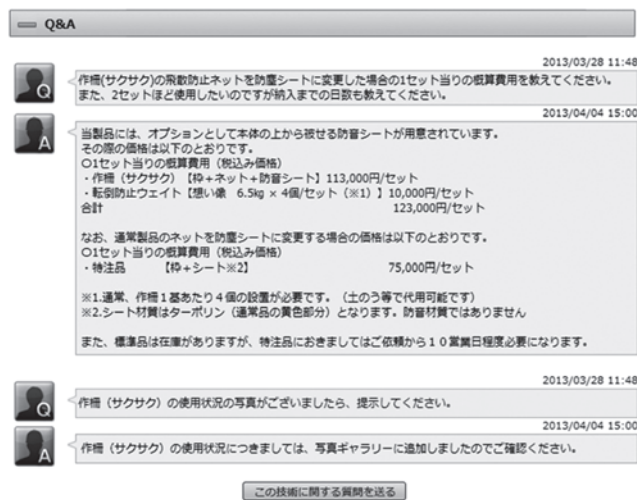 Q&A
2013/03/28 11:48
作柵(サクサク)の飛散防止ネットを防塵シートに変更した場合の1セット当りの概算費用を教えてください。
また、2セットほど使用したいのですが納入までの日数も教えてください。
Q
2013/04/04 15:00
当製品には、オプションとして本体の上から被せる防音シートが用意されています。
その際の価格は以下のとおりです。
○1セット当りの概算費用（税込み価格）
・作柵（サクサク）【枠+ネット+防音シート】113,000円/セット
・転倒防止ウェイト【想い像 6.5kg × 4個/セット（※1）】10,000円/セット
合計 123,000円/セット
なお、通常製品のネットを防塵シートに変更する場合の価格は以下のとおりです。
○1セット当りの概算費用（税込み価格）
・特注品 【枠+シート※2】 75,000円/セット
※1.通常、作柵１基あたり４個の設置が必要です。（土のう等で代用可能です）
※2.シート材質はターポリン（通常品の黄色部分）となります。防音材質ではありません
また、標準品は在庫がありますが、特注品におきましてはご依頼から１０営業日程度必要になります。
A
2013/03/28 11:48
作柵（サクサク）の使用状況の写真がございましたら、提示してください。
Q
2013/04/04 15:00
作柵（サクサク）の使用状況につきましては、写真ギャラリーに追加しましたのでご確認ください。
A
この技術に関する質問を送る